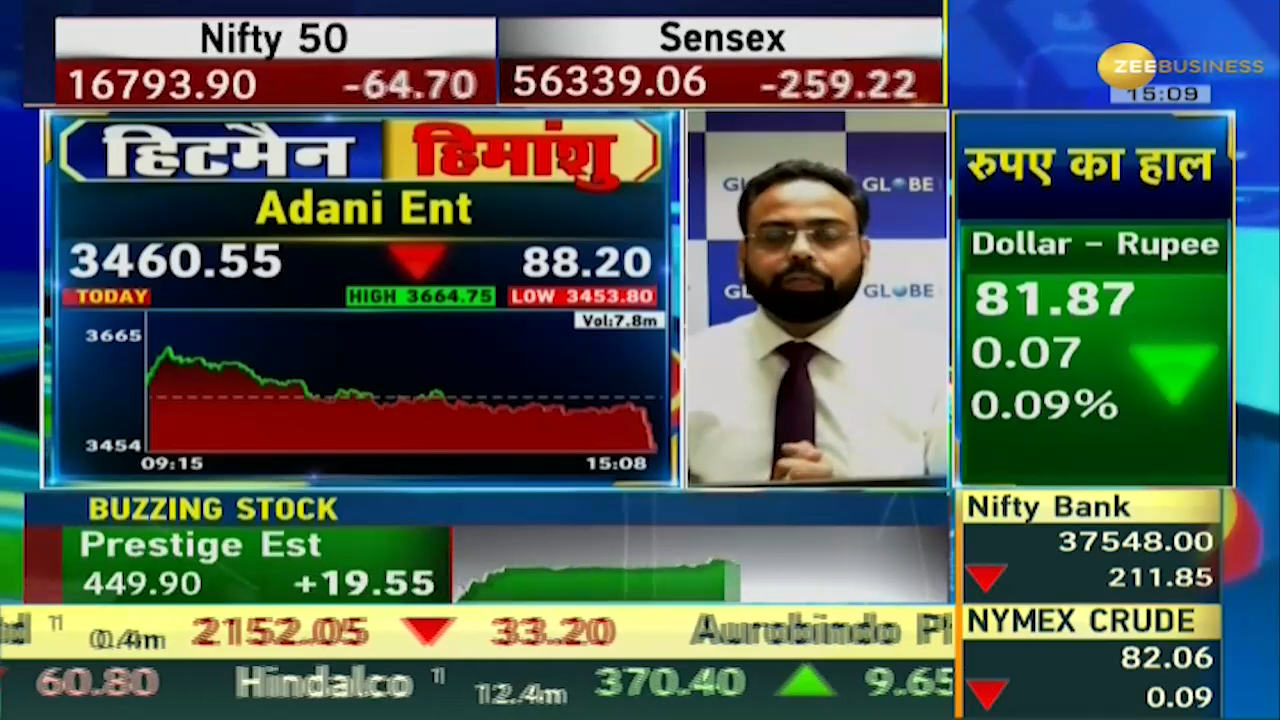 Nifty 50
16793.90 -64.70
Sensex
56339.06 -259.22
ZEEBUSINESS
15:09
हिटमैन हिमांशु
Adani Ent
3460.55 88.20
TODAY HIGH 3664.75 LOW 3453.80
Vol:7.8m
3665
3454
09:15 15:08
GLOBE
GLOBE
रुपए का हाल
Dollar – Rupee
81.87
0.07
0.09%
BUZZING STOCK
Prestige Est
449.90 +19.55
Nifty Bank
37548.00
211.85
NYMEX CRUDE
82.06
0.09
0.4m 2152.05 33.20 Aurobindo
60.80 Hindalco 12.4m 370.40 9.65